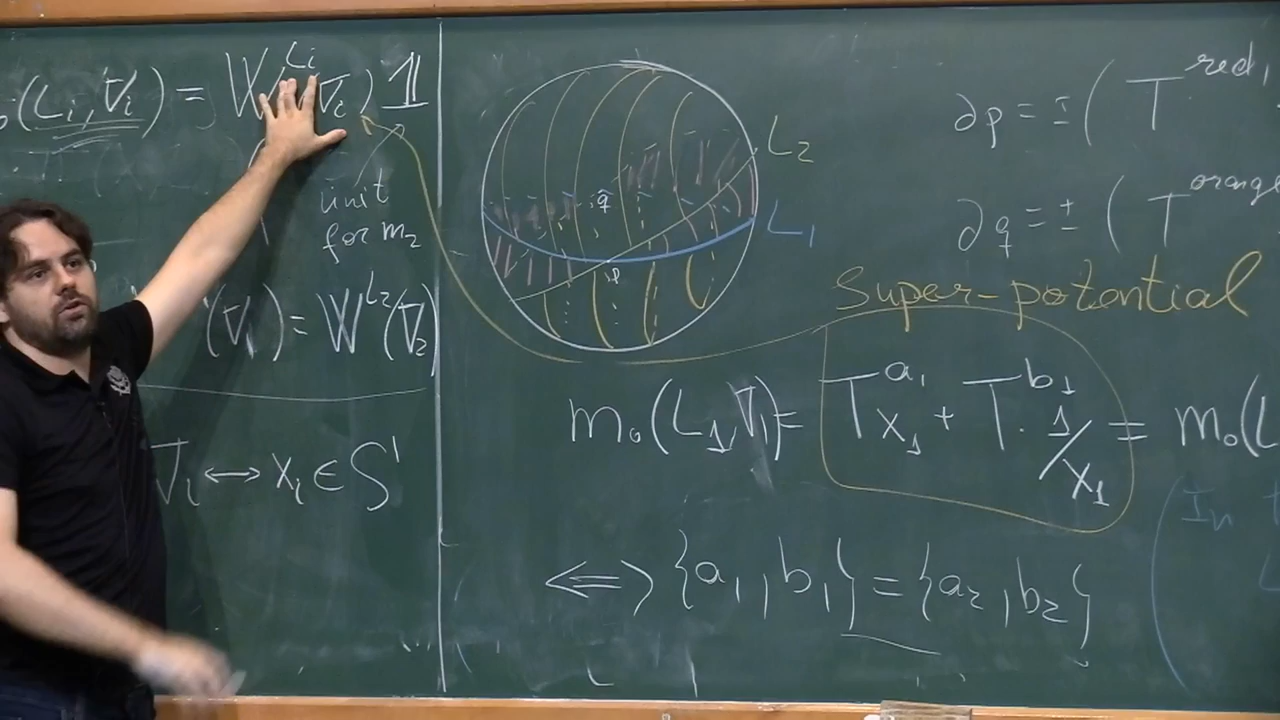 (L_i, ∇_i) = W^{L_i}(∇_i) 𝟙
unit
for m_2
(∇_1) = W^{L_2}(∇_2)
∇_i ↔ x_i ∈ S^1
L_2
L_1
q
p
∂p = ± ( T^{red}
∂q = ± ( T^{orange}
Super-potential
m_0(L_1, ∇_1) = T^{a_1} x_1 + T^{b_1} · 1/x_1 = m_0(L
⟺ {a_1, b_1} = {a_2, b_2}
In